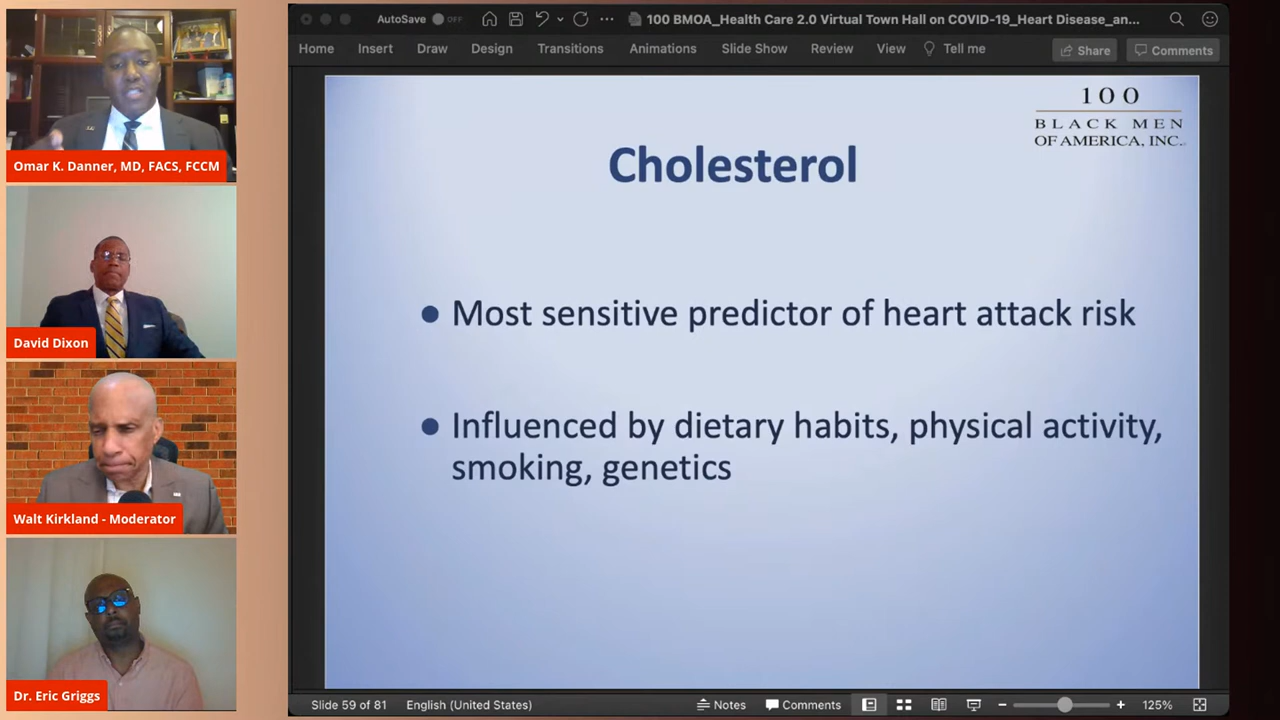 Omar K. Danner, MD, FACS, FCCM
David Dixon
Walt Kirkland - Moderator
Dr. Eric Griggs
AutoSave OFF
100 BMOA_Health Care 2.0 Virtual Town Hall on COVID-19_Heart Disease_an...
Home Insert Draw Design Transitions Animations Slide Show Review View Tell me Share Comments
100
BLACK MEN
OF AMERICA, INC.
Cholesterol
● Most sensitive predictor of heart attack risk
● Influenced by dietary habits, physical activity,
smoking, genetics
Slide 59 of 81 English (United States) Notes Comments 125%